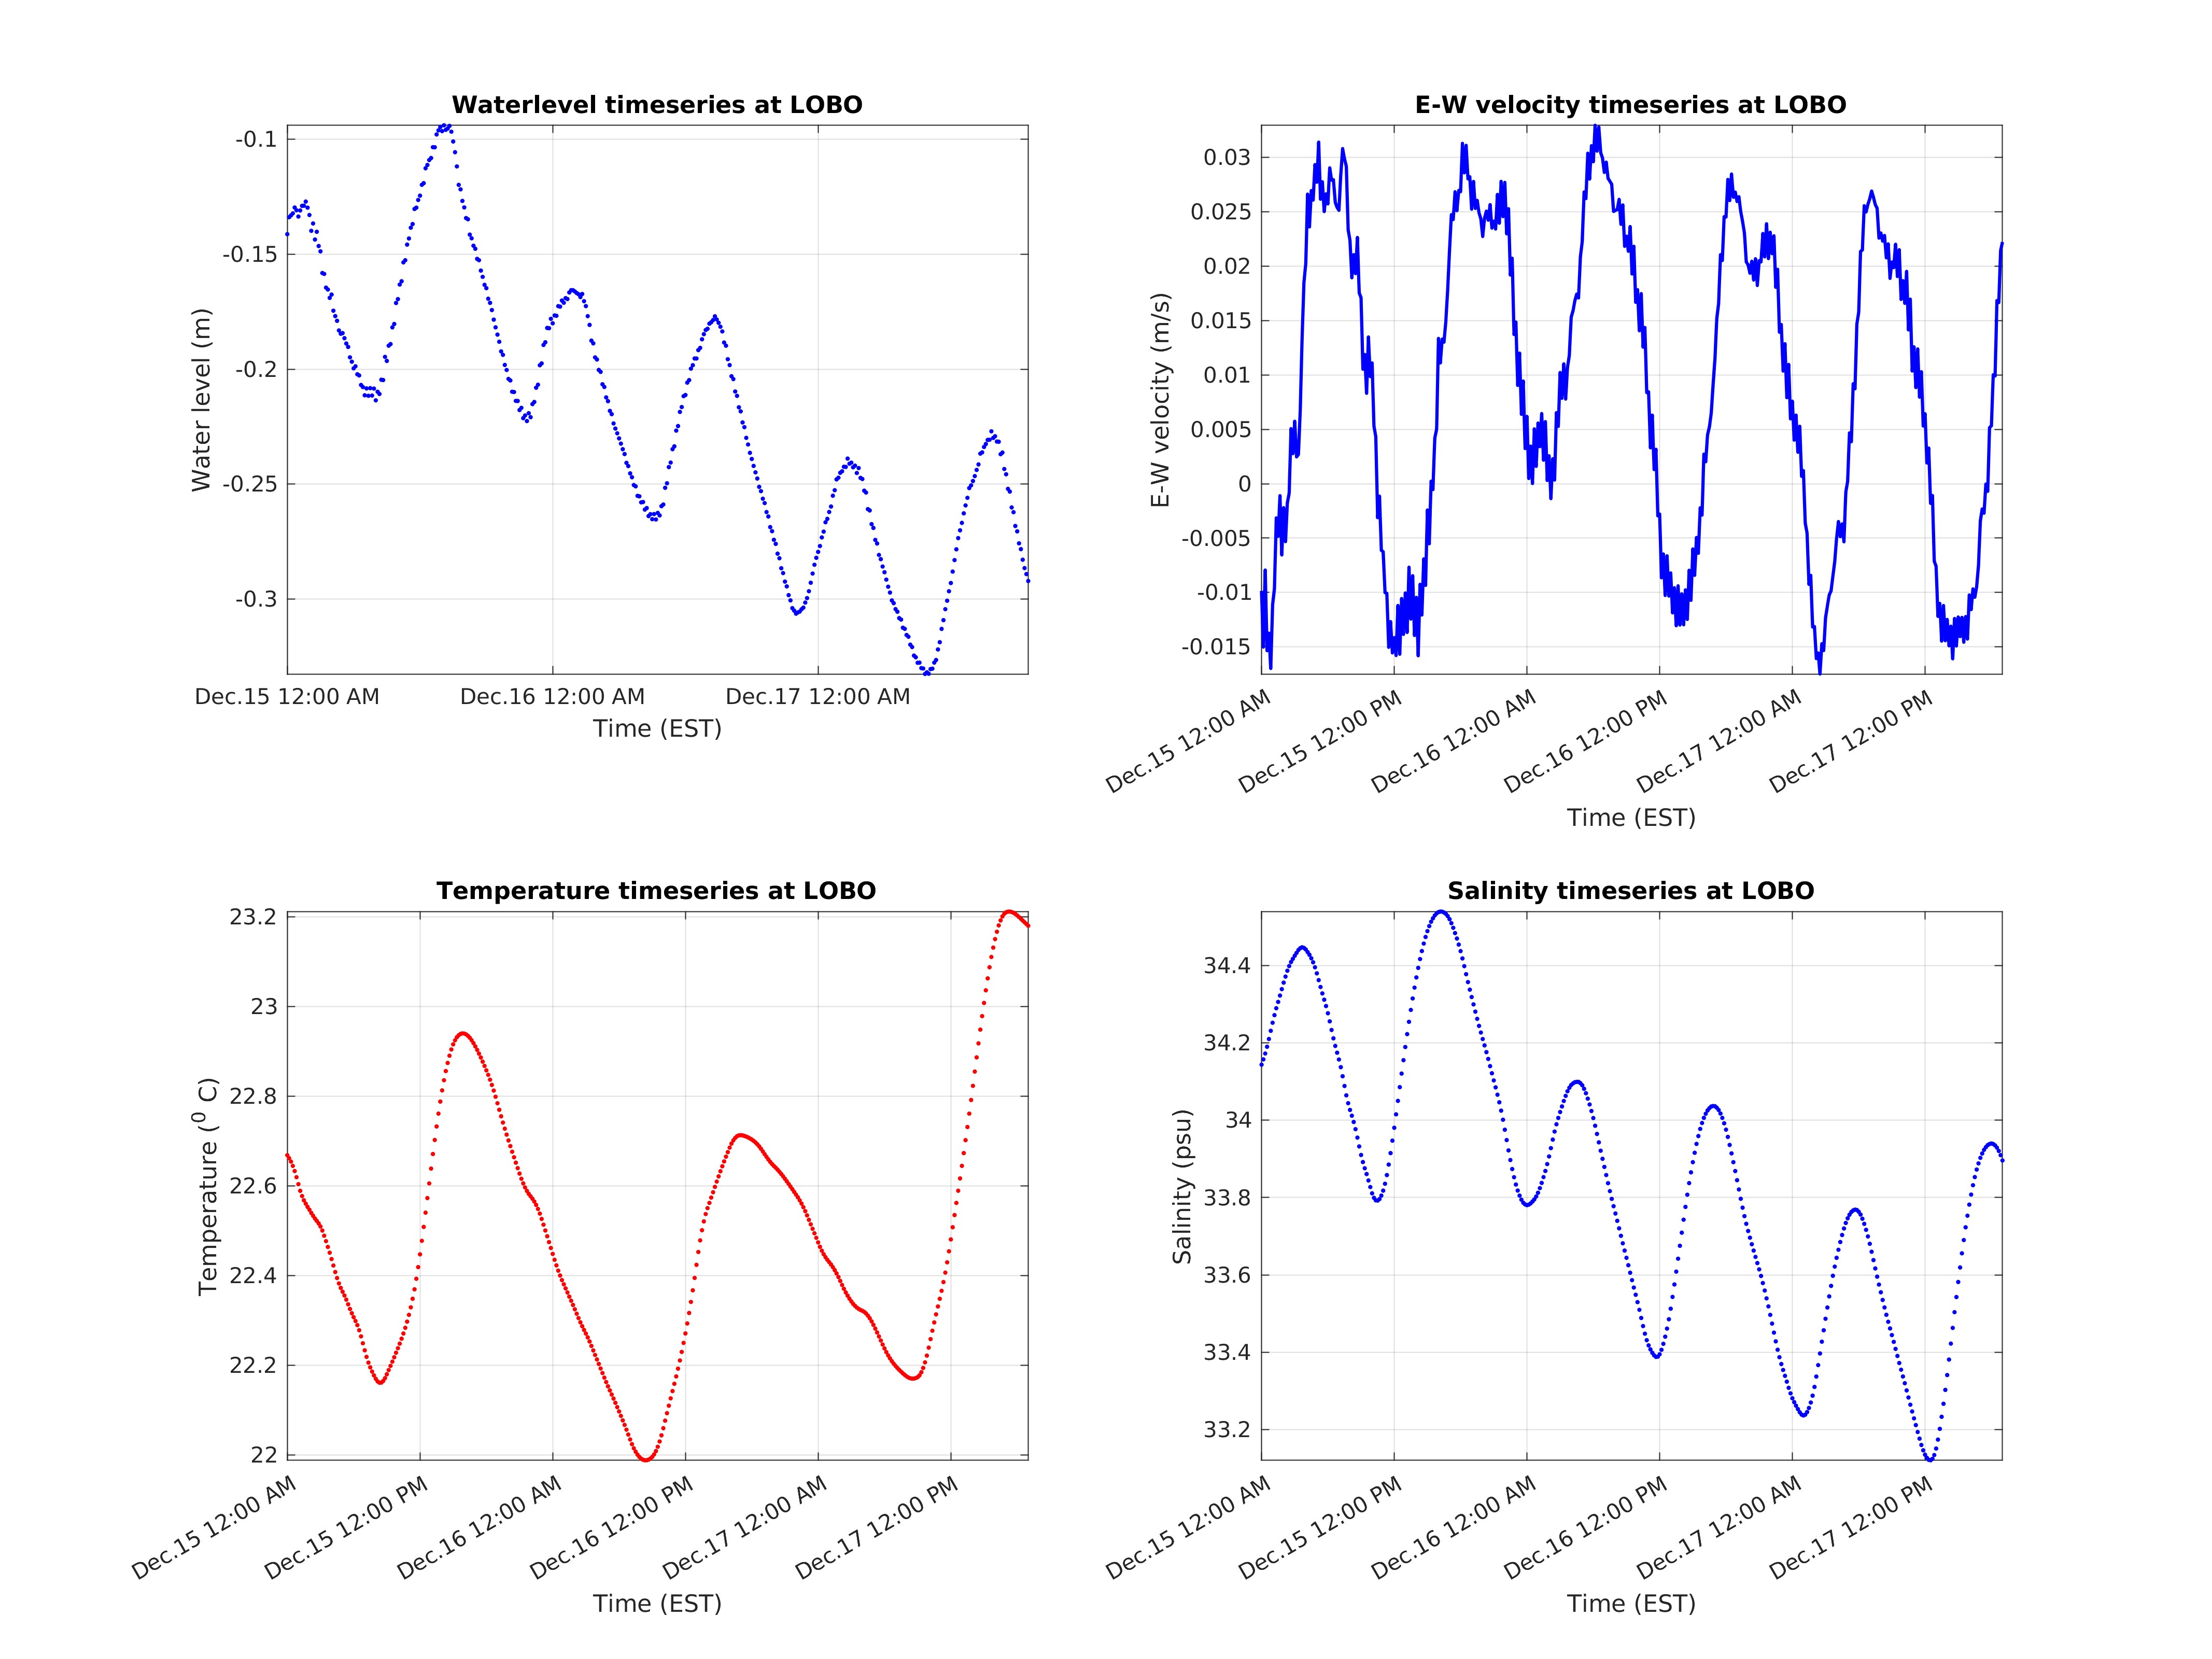 Waterlevel timeseries at LOBO
-0.1
-0.15
-0.2
-0.25
-0.3
Water level (m)
Dec.15 12:00 AM Dec.16 12:00 AM Dec.17 12:00 AM
Time (EST)
E-W velocity timeseries at LOBO
0.03
0.025
0.02
0.015
0.01
0.005
0
-0.005
-0.01
-0.015
E-W velocity (m/s)
Dec.15 12:00 AM
Dec.15 12:00 PM
Dec.16 12:00 AM
Dec.16 12:00 PM
Dec.17 12:00 AM
Dec.17 12:00 PM
Time (EST)
Temperature timeseries at LOBO
23.2
23
22.8
22.6
22.4
22.2
22
Temperature (⁰ C)
Dec.15 12:00 AM
Dec.15 12:00 PM
Dec.16 12:00 AM
Dec.16 12:00 PM
Dec.17 12:00 AM
Dec.17 12:00 PM
Time (EST)
Salinity timeseries at LOBO
34.4
34.2
34
33.8
33.6
33.4
33.2
Salinity (psu)
Dec.15 12:00 AM
Dec.15 12:00 PM
Dec.16 12:00 AM
Dec.16 12:00 PM
Dec.17 12:00 AM
Dec.17 12:00 PM
Time (EST)